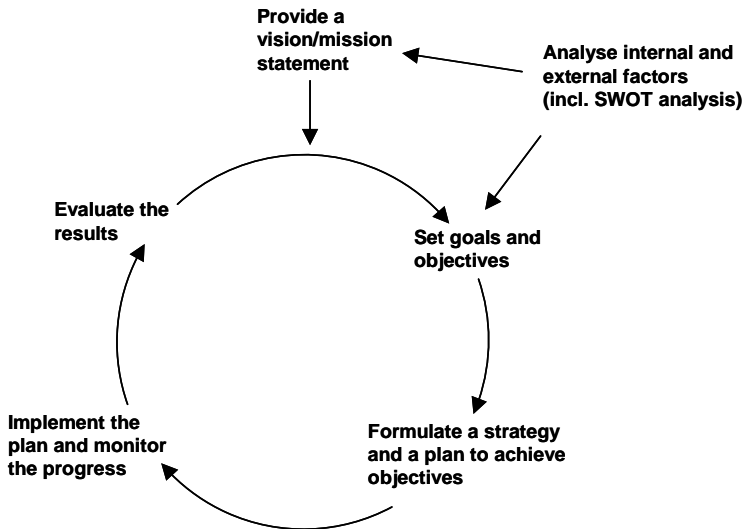 Provide a
vision/mission
statement
Analyse internal and
external factors
(incl. SWOT analysis)
Evaluate the
results
Set goals and
objectives
Implement the
plan and monitor
the progress
Formulate a strategy
and a plan to achieve
objectives